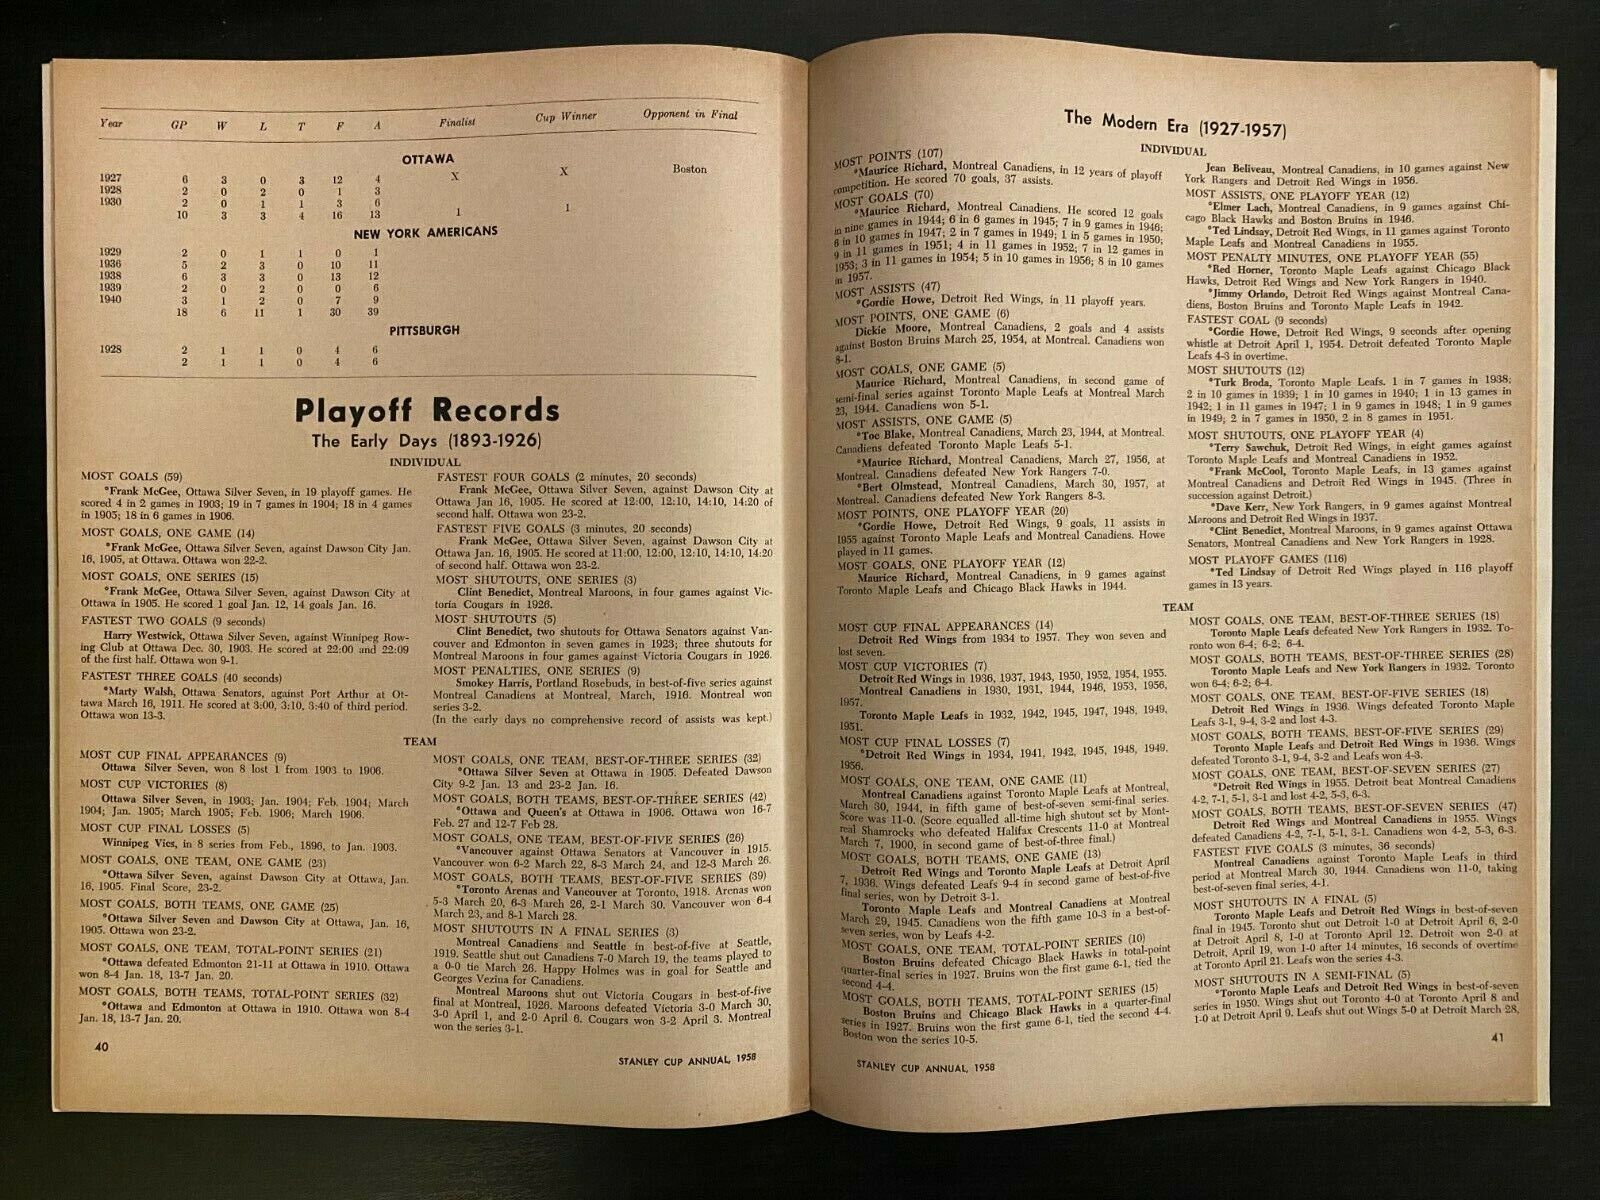 Year GP W L T F A Finalist Cup Winner Opponent in Final
OTTAWA
1927 6 3 0 3 12 4 X X Boston
1928 2 0 2 0 1 3
1930 2 0 1 1 3 6
10 3 3 4 16 13 1 1
NEW YORK AMERICANS
1929 2 0 1 1 0 1
1936 5 2 3 0 10 11
1938 6 3 3 0 13 12
1939 2 0 2 0 0 6
1940 3 1 2 0 7 9
18 6 11 1 30 39
PITTSBURGH
1928 2 1 1 0 4 6
2 1 1 0 4 6
Playoff Records
The Early Days (1893-1926)
INDIVIDUAL
MOST GOALS (59)
*Frank McGee, Ottawa Silver Seven, in 19 playoff games. He
scored 4 in 2 games in 1903; 19 in 7 games in 1904; 18 in 4 games
in 1905; 18 in 6 games in 1906.
MOST GOALS, ONE GAME (14)
*Frank McGee, Ottawa Silver Seven, against Dawson City Jan.
16, 1905, at Ottawa. Ottawa won 22-2.
MOST GOALS, ONE SERIES (15)
*Frank McGee, Ottawa Silver Seven, against Dawson City at
Ottawa in 1905. He scored 1 goal Jan. 12, 14 goals Jan. 16.
FASTEST TWO GOALS (9 seconds)
Harry Westwick, Ottawa Silver Seven, against Winnipeg Row-
ing Club at Ottawa Dec. 30, 1903. He scored at 22:00 and 22:09
of the first half. Ottawa won 9-1.
FASTEST THREE GOALS (40 seconds)
*Marty Walsh, Ottawa Senators, against Port Arthur at Ot-
tawa March 16, 1911. He scored at 3:00, 3:10, 3:40 of third period.
Ottawa won 13-3.
FASTEST FOUR GOALS (2 minutes, 20 seconds)
Frank McGee, Ottawa Silver Seven, against Dawson City at
Ottawa Jan 16, 1905. He scored at 12:00, 12:10, 14:10, 14:20 of
second half. Ottawa won 23-2.
FASTEST FIVE GOALS (3 minutes, 20 seconds)
Frank McGee, Ottawa Silver Seven, against Dawson City at
Ottawa Jan. 16, 1905. He scored at 11:00, 12:00, 12:10, 14:10, 14:20
of second half. Ottawa won 23-2.
MOST SHUTOUTS, ONE SERIES (3)
Clint Benedict, Montreal Maroons, in four games against Vic-
toria Cougars in 1926.
MOST SHUTOUTS (5)
Clint Benedict, two shutouts for Ottawa Senators against Van-
couver and Edmonton in seven games in 1923; three shutouts for
Montreal Maroons in four games against Victoria Cougars in 1926.
MOST PENALTIES, ONE SERIES (9)
Smokey Harris, Portland Rosebuds, in best-of-five series against
Montreal Canadiens at Montreal, March, 1916. Montreal won
series 3-2.
(In the early days no comprehensive record of assists was kept.)
TEAM
MOST CUP FINAL APPEARANCES (9)
Ottawa Silver Seven, won 8 lost 1 from 1903 to 1906.
MOST CUP VICTORIES (8)
Ottawa Silver Seven, in 1903; Jan. 1904; Feb. 1904; March
1904; Jan. 1905; March 1905; Feb. 1906; March 1906.
MOST CUP FINAL LOSSES (5)
Winnipeg Vics, in 8 series from Feb., 1896, to Jan. 1903.
MOST GOALS, ONE TEAM, ONE GAME (23)
*Ottawa Silver Seven, against Dawson City at Ottawa, Jan.
16, 1905. Final Score, 23-2.
MOST GOALS, BOTH TEAMS, ONE GAME (25)
*Ottawa Silver Seven and Dawson City at Ottawa, Jan. 16,
1905. Ottawa won 23-2.
MOST GOALS, ONE TEAM, TOTAL-POINT SERIES (21)
*Ottawa defeated Edmonton 21-11 at Ottawa in 1910. Ottawa
won 8-4 Jan. 18, 13-7 Jan. 20.
MOST GOALS, BOTH TEAMS, TOTAL-POINT SERIES (32)
*Ottawa and Edmonton at Ottawa in 1910. Ottawa won 8-4
Jan. 18, 13-7 Jan. 20.
MOST GOALS, ONE TEAM, BEST-OF-THREE SERIES (32)
*Ottawa Silver Seven at Ottawa in 1905. Defeated Dawson
City 9-2 Jan. 13 and 23-2 Jan. 16.
MOST GOALS, BOTH TEAMS, BEST-OF-THREE SERIES (42)
*Ottawa and Queen's at Ottawa in 1906. Ottawa won 16-7
Feb. 27 and 12-7 Feb 28.
MOST GOALS, ONE TEAM, BEST-OF-FIVE SERIES (26)
*Vancouver against Ottawa Senators at Vancouver in 1915.
Vancouver won 6-2 March 22, 8-3 March 24, and 12-3 March 26.
MOST GOALS, BOTH TEAMS, BEST-OF-FIVE SERIES (39)
*Toronto Arenas and Vancouver at Toronto, 1918. Arenas won
5-3 March 20, 6-3 March 26, 2-1 March 30. Vancouver won 6-4
March 23, and 8-1 March 28.
MOST SHUTOUTS IN A FINAL SERIES (3)
Montreal Canadiens and Seattle in best-of-five at Seattle,
1919. Seattle shut out Canadiens 7-0 March 19, the teams played to
a 0-0 tie March 26. Happy Holmes was in goal for Seattle and
Georges Vezina for Canadiens.
Montreal Maroons shut out Victoria Cougars in best-of-five
final at Montreal, 1926. Maroons defeated Victoria 3-0 March 30,
3-0 April 1, and 2-0 April 6. Cougars won 3-2 April 3. Montreal
won the series 3-1.
40
STANLEY CUP ANNUAL, 1958
The Modern Era (1927-1957)
INDIVIDUAL
MOST POINTS (107)
*Maurice Richard, Montreal Canadiens, in 12 years of playoff
competition. He scored 70 goals, 37 assists.
MOST GOALS (70)
*Maurice Richard, Montreal Canadiens. He scored 12 goals
in nine games in 1944; 6 in 6 games in 1945; 7 in 9 games in 1946;
6 in 10 games in 1947; 2 in 7 games in 1949; 1 in 5 games in 1950;
9 in 11 games in 1951; 4 in 11 games in 1952; 7 in 12 games in
1953; 3 in 11 games in 1954; 5 in 10 games in 1956; 8 in 10 games
in 1957.
MOST ASSISTS (47)
*Gordie Howe, Detroit Red Wings, in 11 playoff years.
MOST POINTS, ONE GAME (6)
Dickie Moore, Montreal Canadiens, 2 goals and 4 assists
against Boston Bruins March 25, 1954, at Montreal. Canadiens won
8-1.
MOST GOALS, ONE GAME (5)
Maurice Richard, Montreal Canadiens, in second game of
semi-final series against Toronto Maple Leafs at Montreal March
23, 1944. Canadiens won 5-1.
MOST ASSISTS, ONE GAME (5)
*Toe Blake, Montreal Canadiens, March 23, 1944, at Montreal.
Canadiens defeated Toronto Maple Leafs 5-1.
*Maurice Richard, Montreal Canadiens, March 27, 1956, at
Montreal. Canadiens defeated New York Rangers 7-0.
*Bert Olmstead, Montreal Canadiens, March 30, 1957, at
Montreal. Canadiens defeated New York Rangers 8-3.
MOST POINTS, ONE PLAYOFF YEAR (20)
*Gordie Howe, Detroit Red Wings, 9 goals, 11 assists in
1955 against Toronto Maple Leafs and Montreal Canadiens. Howe
played in 11 games.
MOST GOALS, ONE PLAYOFF YEAR (12)
Maurice Richard, Montreal Canadiens, in 9 games against
Toronto Maple Leafs and Chicago Black Hawks in 1944.
Jean Beliveau, Montreal Canadiens, in 10 games against New
York Rangers and Detroit Red Wings in 1956.
MOST ASSISTS, ONE PLAYOFF YEAR (12)
*Elmer Lach, Montreal Canadiens, in 9 games against Chi-
cago Black Hawks and Boston Bruins in 1946.
*Ted Lindsay, Detroit Red Wings, in 11 games against Toronto
Maple Leafs and Montreal Canadiens in 1955.
MOST PENALTY MINUTES, ONE PLAYOFF YEAR (55)
*Red Horner, Toronto Maple Leafs against Chicago Black
Hawks, Detroit Red Wings and New York Rangers in 1940.
*Jimmy Orlando, Detroit Red Wings against Montreal Cana-
diens, Boston Bruins and Toronto Maple Leafs in 1942.
FASTEST GOAL (9 seconds)
*Gordie Howe, Detroit Red Wings, 9 seconds after opening
whistle at Detroit April 1, 1954. Detroit defeated Toronto Maple
Leafs 4-3 in overtime.
MOST SHUTOUTS (12)
*Turk Broda, Toronto Maple Leafs. 1 in 7 games in 1938;
2 in 10 games in 1939; 1 in 10 games in 1940; 1 in 13 games in
1942; 1 in 11 games in 1947; 1 in 9 games in 1948; 1 in 9 games
in 1949; 2 in 7 games in 1950, 2 in 8 games in 1951.
MOST SHUTOUTS, ONE PLAYOFF YEAR (4)
*Terry Sawchuk, Detroit Red Wings, in eight games against
Toronto Maple Leafs and Montreal Canadiens in 1952.
*Frank McCool, Toronto Maple Leafs, in 13 games against
Montreal Canadiens and Detroit Red Wings in 1945. (Three in
succession against Detroit.)
*Dave Kerr, New York Rangers, in 9 games against Montreal
Maroons and Detroit Red Wings in 1937.
*Clint Benedict, Montreal Maroons, in 9 games against Ottawa
Senators, Montreal Canadiens and New York Rangers in 1928.
MOST PLAYOFF GAMES (116)
*Ted Lindsay of Detroit Red Wings played in 116 playoff
games in 13 years.
TEAM
MOST CUP FINAL APPEARANCES (14)
Detroit Red Wings from 1934 to 1957. They won seven and
lost seven.
MOST CUP VICTORIES (7)
Detroit Red Wings in 1936, 1937, 1943, 1950, 1952, 1954, 1955.
Montreal Canadiens in 1930, 1931, 1944, 1946, 1953, 1956,
1957.
Toronto Maple Leafs in 1932, 1942, 1945, 1947, 1948, 1949,
1951.
MOST CUP FINAL LOSSES (7)
*Detroit Red Wings in 1934, 1941, 1942, 1945, 1948, 1949,
1956.
MOST GOALS, ONE TEAM, ONE GAME (11)
Montreal Canadiens against Toronto Maple Leafs at Montreal,
March 30, 1944, in fifth game of best-of-seven semi-final series.
Score was 11-0. (Score equalled all-time high shutout set by Mont-
real Shamrocks who defeated Halifax Crescents 11-0 at Montreal
March 7, 1900, in second game of best-of-three final.)
MOST GOALS, BOTH TEAMS, ONE GAME (13)
Detroit Red Wings and Toronto Maple Leafs at Detroit April
7, 1936. Wings defeated Leafs 9-4 in second game of best-of-five
final series, won by Detroit 3-1.
Toronto Maple Leafs and Montreal Canadiens at Montreal
March 29, 1945. Canadiens won the fifth game 10-3 in a best-of-
seven series, won by Leafs 4-2.
MOST GOALS, ONE TEAM, TOTAL-POINT SERIES (10)
Boston Bruins defeated Chicago Black Hawks in total-point
quarter-final series in 1927. Bruins won the first game 6-1, tied the
second 4-4.
MOST GOALS, BOTH TEAMS, TOTAL-POINT SERIES (15)
Boston Bruins and Chicago Black Hawks in a quarter-final
series in 1927. Bruins won the first game 6-1, tied the second 4-4.
Boston won the series 10-5.
MOST GOALS, ONE TEAM, BEST-OF-THREE SERIES (18)
Toronto Maple Leafs defeated New York Rangers in 1932. To-
ronto won 6-4; 6-2; 6-4.
MOST GOALS, BOTH TEAMS, BEST-OF-THREE SERIES (28)
Toronto Maple Leafs and New York Rangers in 1932. Toronto
won 6-4; 6-2; 6-4.
MOST GOALS, ONE TEAM, BEST-OF-FIVE SERIES (18)
Detroit Red Wings in 1936. Wings defeated Toronto Maple
Leafs 3-1, 9-4, 3-2 and lost 4-3.
MOST GOALS, BOTH TEAMS, BEST-OF-FIVE SERIES (29)
Toronto Maple Leafs and Detroit Red Wings in 1936. Wings
defeated Toronto 3-1, 9-4, 3-2 and lost 4-3.
MOST GOALS, ONE TEAM, BEST-OF-SEVEN SERIES (27)
*Detroit Red Wings in 1955. Detroit beat Montreal Canadiens
4-2, 7-1, 5-1, 3-1 and lost 4-2, 5-3, 6-3.
MOST GOALS, BOTH TEAMS, BEST-OF-SEVEN SERIES (47)
Detroit Red Wings and Montreal Canadiens in 1955. Wings
defeated Canadiens 4-2, 7-1, 5-1, 3-1. Canadiens won 4-2, 5-3, 6-3.
FASTEST FIVE GOALS (3 minutes, 36 seconds)
Montreal Canadiens against Toronto Maple Leafs in third
period at Montreal March 30, 1944. Canadiens won 11-0, taking
best-of-seven final series, 4-1.
MOST SHUTOUTS IN A FINAL (5)
Toronto Maple Leafs and Detroit Red Wings in best-of-seven
final in 1945. Toronto shut out Detroit 1-0 at Detroit April 6, 2-0
at Detroit April 8, 1-0 at Toronto April 12. Detroit won 2-0 at
Detroit, April 19, won 1-0 after 14 minutes, 16 seconds of overtime
at Toronto April 21. Leafs won the series 4-3.
MOST SHUTOUTS IN A SEMI-FINAL (5)
*Toronto Maple Leafs and Detroit Red Wings in best-of-seven
series in 1950. Wings shut out Toronto 4-0 at Toronto April 8 and
1-0 at Detroit April 9. Leafs shut out Wings 5-0 at Detroit March 28,
41
STANLEY CUP ANNUAL, 1958